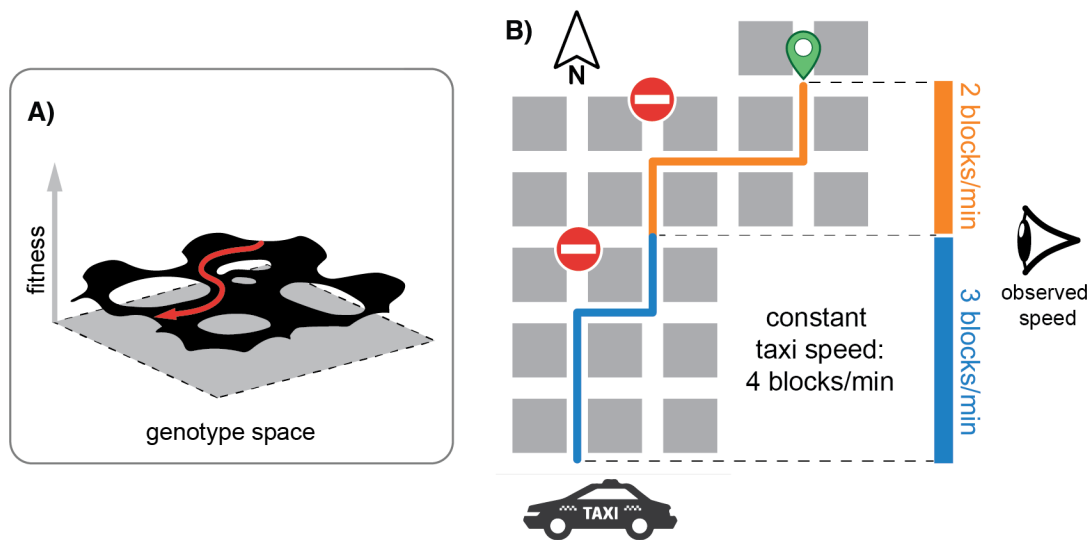 A)
fitness
genotype space
B)
N
2 blocks/min
3 blocks/min
observed
speed
constant
taxi speed:
4 blocks/min
TAXI